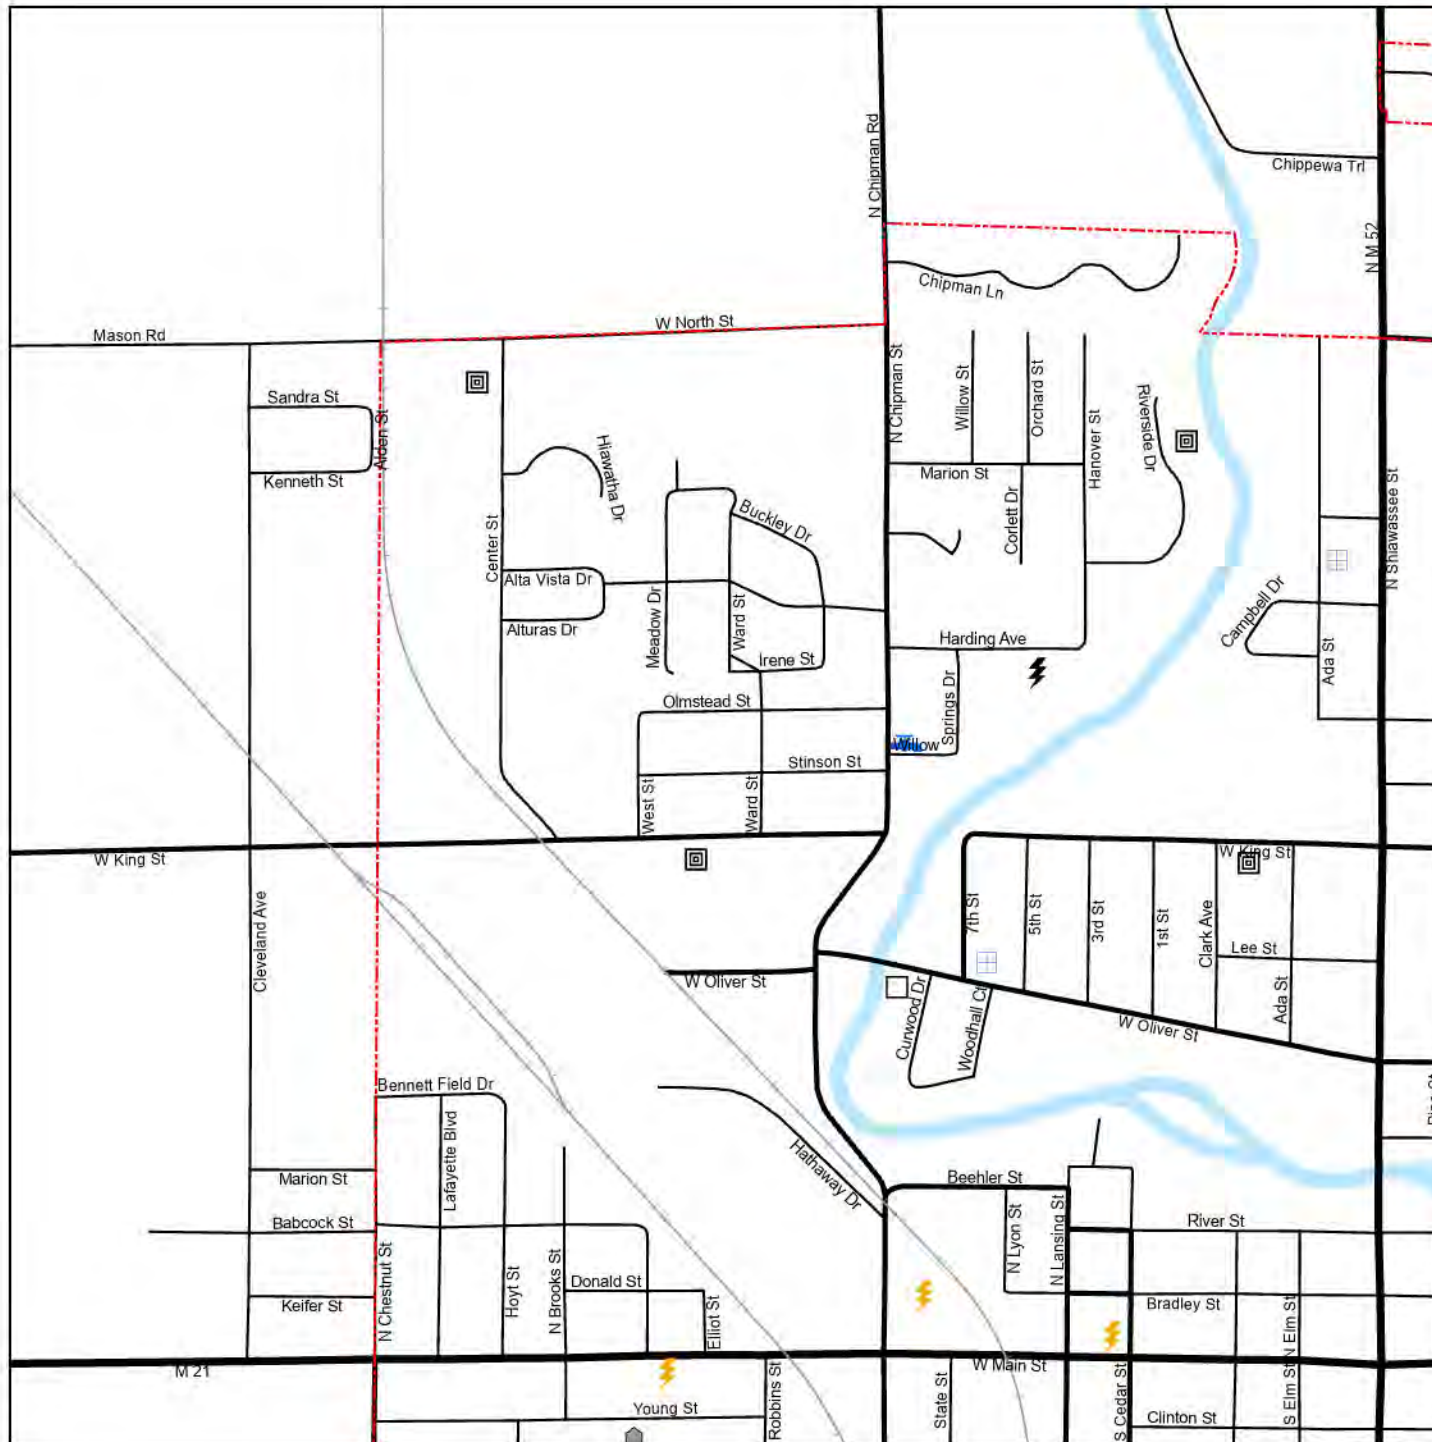 N Chipman Rd
Chippewa Trl
N M 52
Chipman Ln
W North St
Mason Rd
N Chipman St
Willow St
Orchard St
Hanover St
Riverside Dr
Sandra St
Alden St
Kenneth St
Hiawatha Dr
Marion St
Corlett Dr
N Shiawassee St
Buckley Dr
Center St
Alta Vista Dr
Alturas Dr
Meadow Dr
Ward St
Irene St
Harding Ave
Campbell Dr
Ada St
Olmstead St
Springs Dr
Willow
Stinson St
West St
Ward St
W King St
W King St
Cleveland Ave
7th St
5th St
3rd St
1st St
Clark Ave
Lee St
Ada St
W Oliver St
Curwood Dr
Woodhall Ct
W Oliver St
Bennett Field Dr
Lafayette Blvd
Hathaway Dr
Marion St
Beehler St
Babcock St
N Lyon St
N Lansing St
River St
N Chestnut St
Hoyt St
N Brooks St
Donald St
Keifer St
Elliot St
Bradley St
N Elm St
M 21
W Main St
Robbins St
State St
S Cedar St
S Elm St
Young St
Clinton St